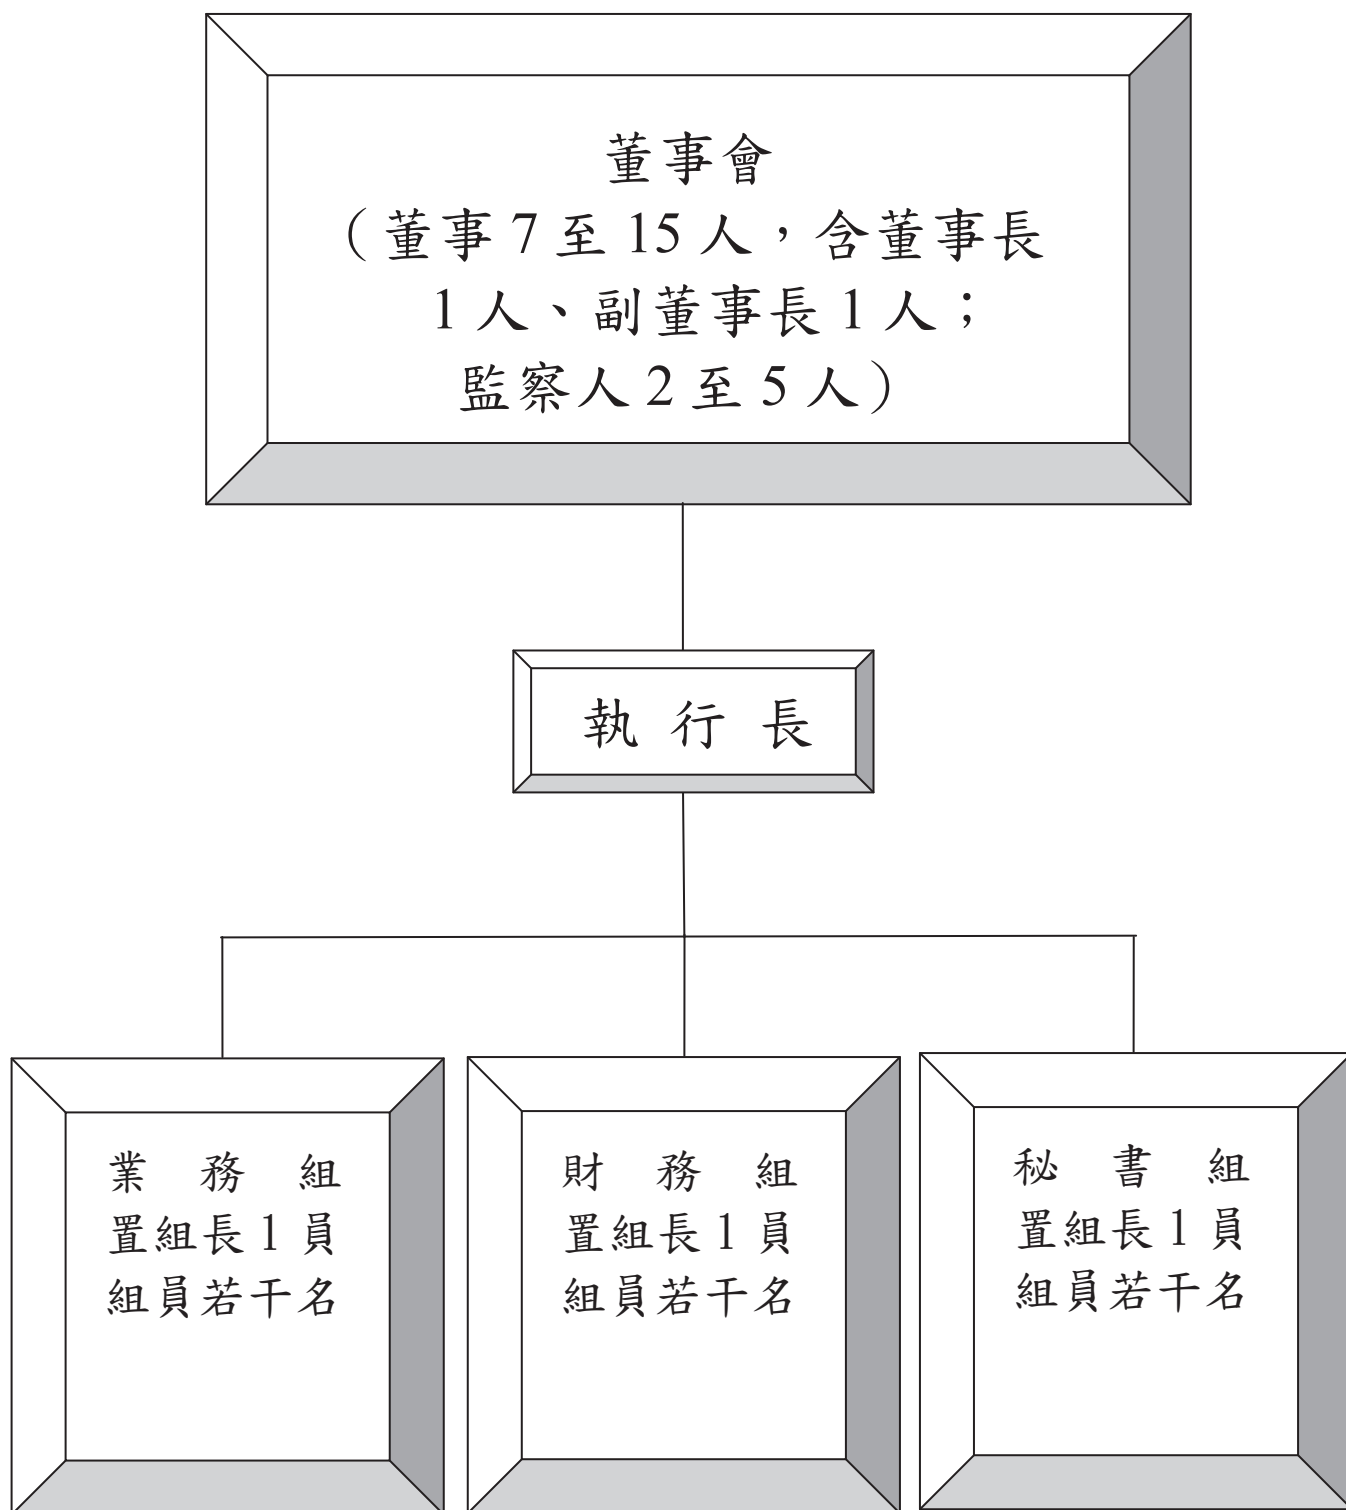 董事會
（董事 7 至 15 人，含董事長
1 人、副董事長 1 人；
監察人 2 至 5 人）
執 行 長
業 務 組
置組長 1 員
組員若干名
財 務 組
置組長 1 員
組員若干名
秘 書 組
置組長 1 員
組員若干名